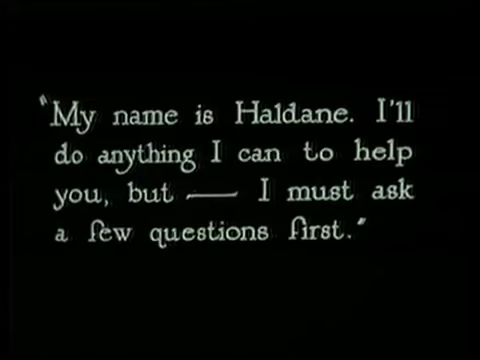 "My name is Haldane. I'll
do anything I can to help
you, but — I must ask
a few questions first."